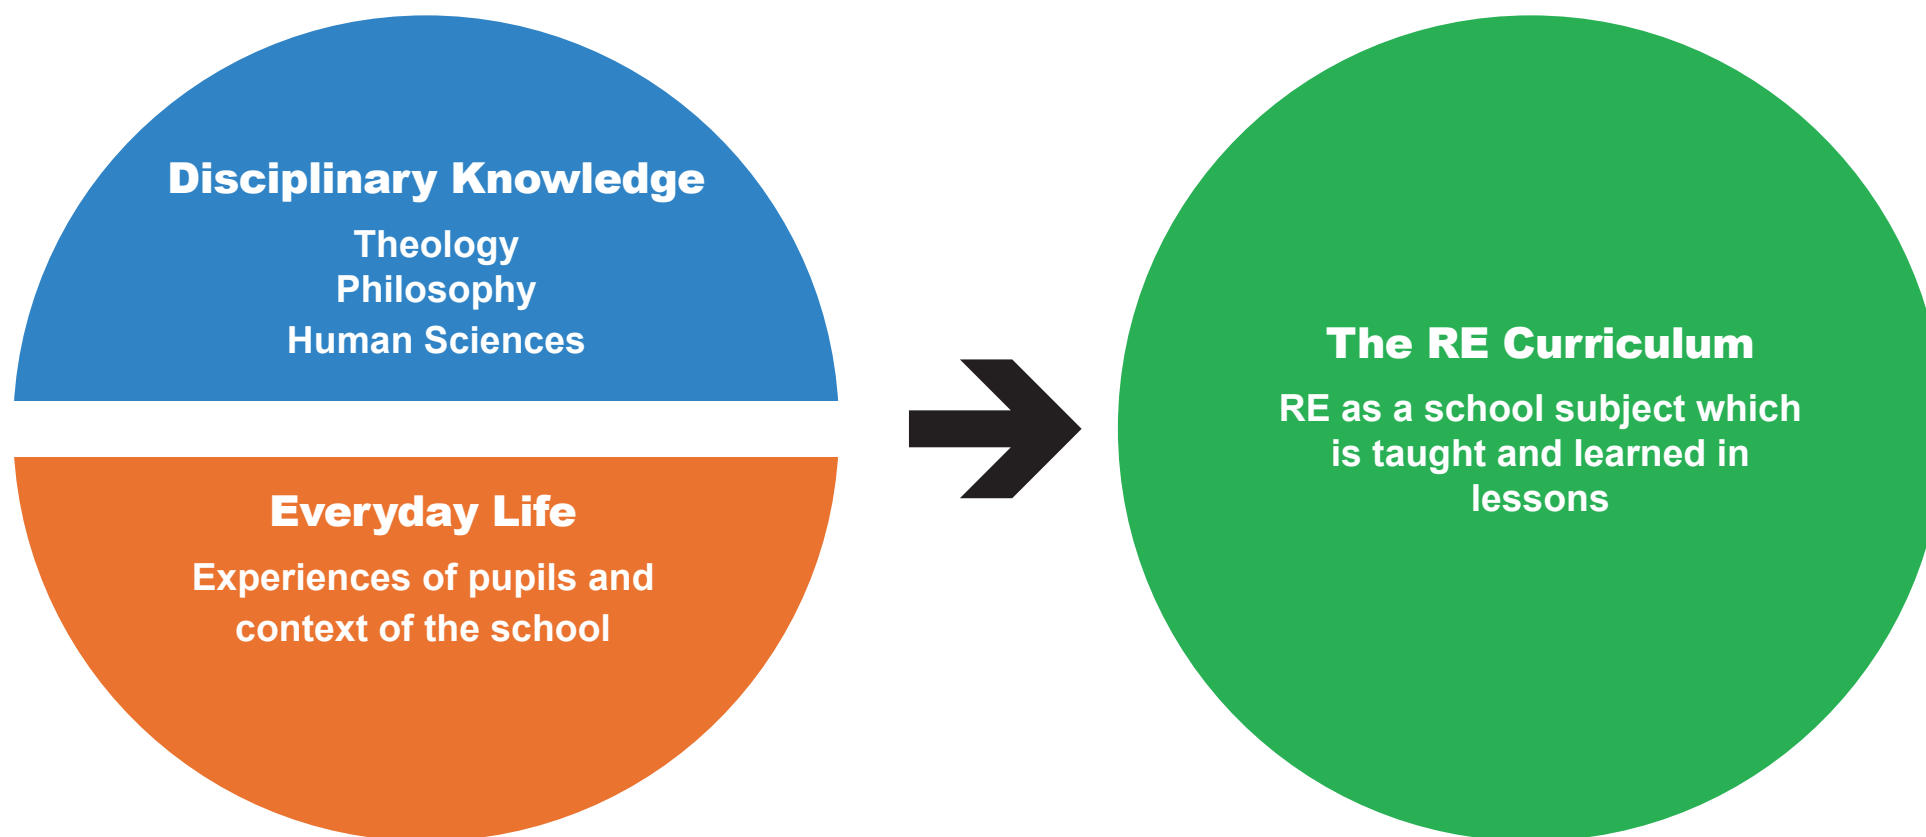 Disciplinary Knowledge
Theology
Philosophy
Human Sciences
Everyday Life
Experiences of pupils and
context of the school
The RE Curriculum
RE as a school subject which
is taught and learned in
lessons